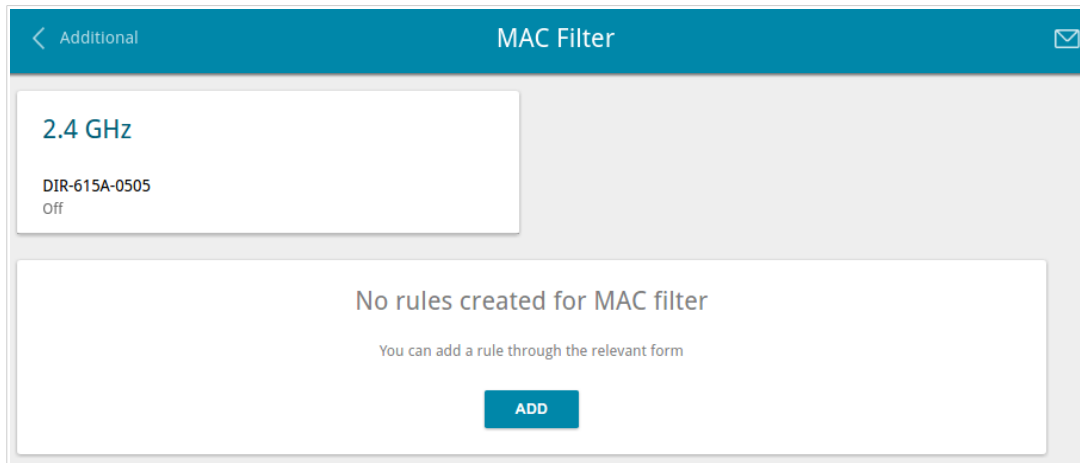 Additional
MAC Filter
2.4 GHz
DIR-615A-0505
Off
No rules created for MAC filter
You can add a rule through the relevant form
ADD